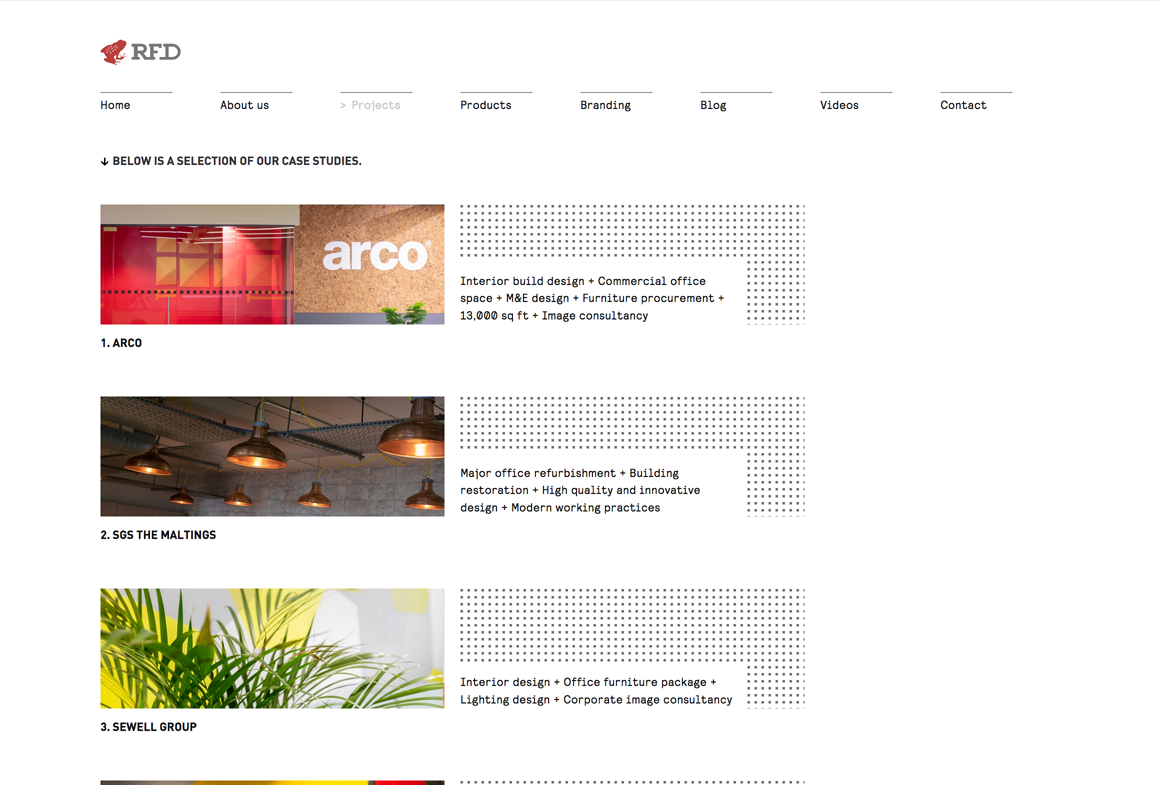 RFD
Home
About us
> Projects
Products
Branding
Blog
Videos
Contact
↓ BELOW IS A SELECTION OF OUR CASE STUDIES.
arco
Interior build design + Commercial office
space + M&E design + Furniture procurement +
13,000 sq ft + Image consultancy
1. ARCO
Major office refurbishment + Building
restoration + High quality and innovative
design + Modern working practices
2. SGS THE MALTINGS
Interior design + Office furniture package +
Lighting design + Corporate image consultancy
3. SEWELL GROUP